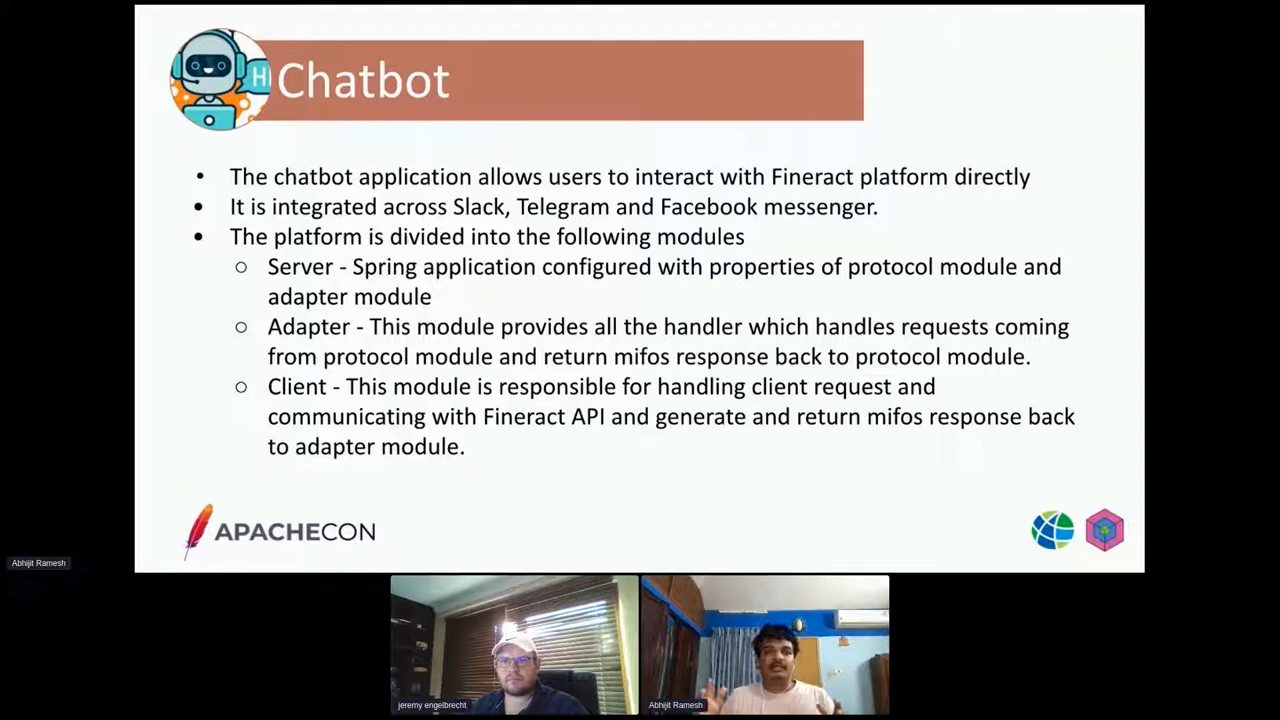 H
Chatbot
• The chatbot application allows users to interact with Fineract platform directly
• It is integrated across Slack, Telegram and Facebook messenger.
• The platform is divided into the following modules
○ Server - Spring application configured with properties of protocol module and
adapter module
○ Adapter - This module provides all the handler which handles requests coming
from protocol module and return mifos response back to protocol module.
○ Client - This module is responsible for handling client request and
communicating with Fineract API and generate and return mifos response back
to adapter module.
APACHECON
Abhijit Ramesh
jeremy engelbrecht
Abhijit Ramesh